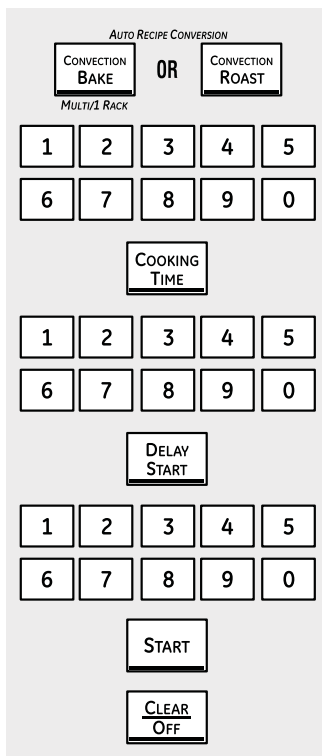 AUTO RECIPE CONVERSION
CONVECTION
BAKE
OR
CONVECTION
ROAST
MULTI/1 RACK
1 2 3 4 5
6 7 8 9 0
COOKING
TIME
1 2 3 4 5
6 7 8 9 0
DELAY
START
1 2 3 4 5
6 7 8 9 0
START
CLEAR
OFF